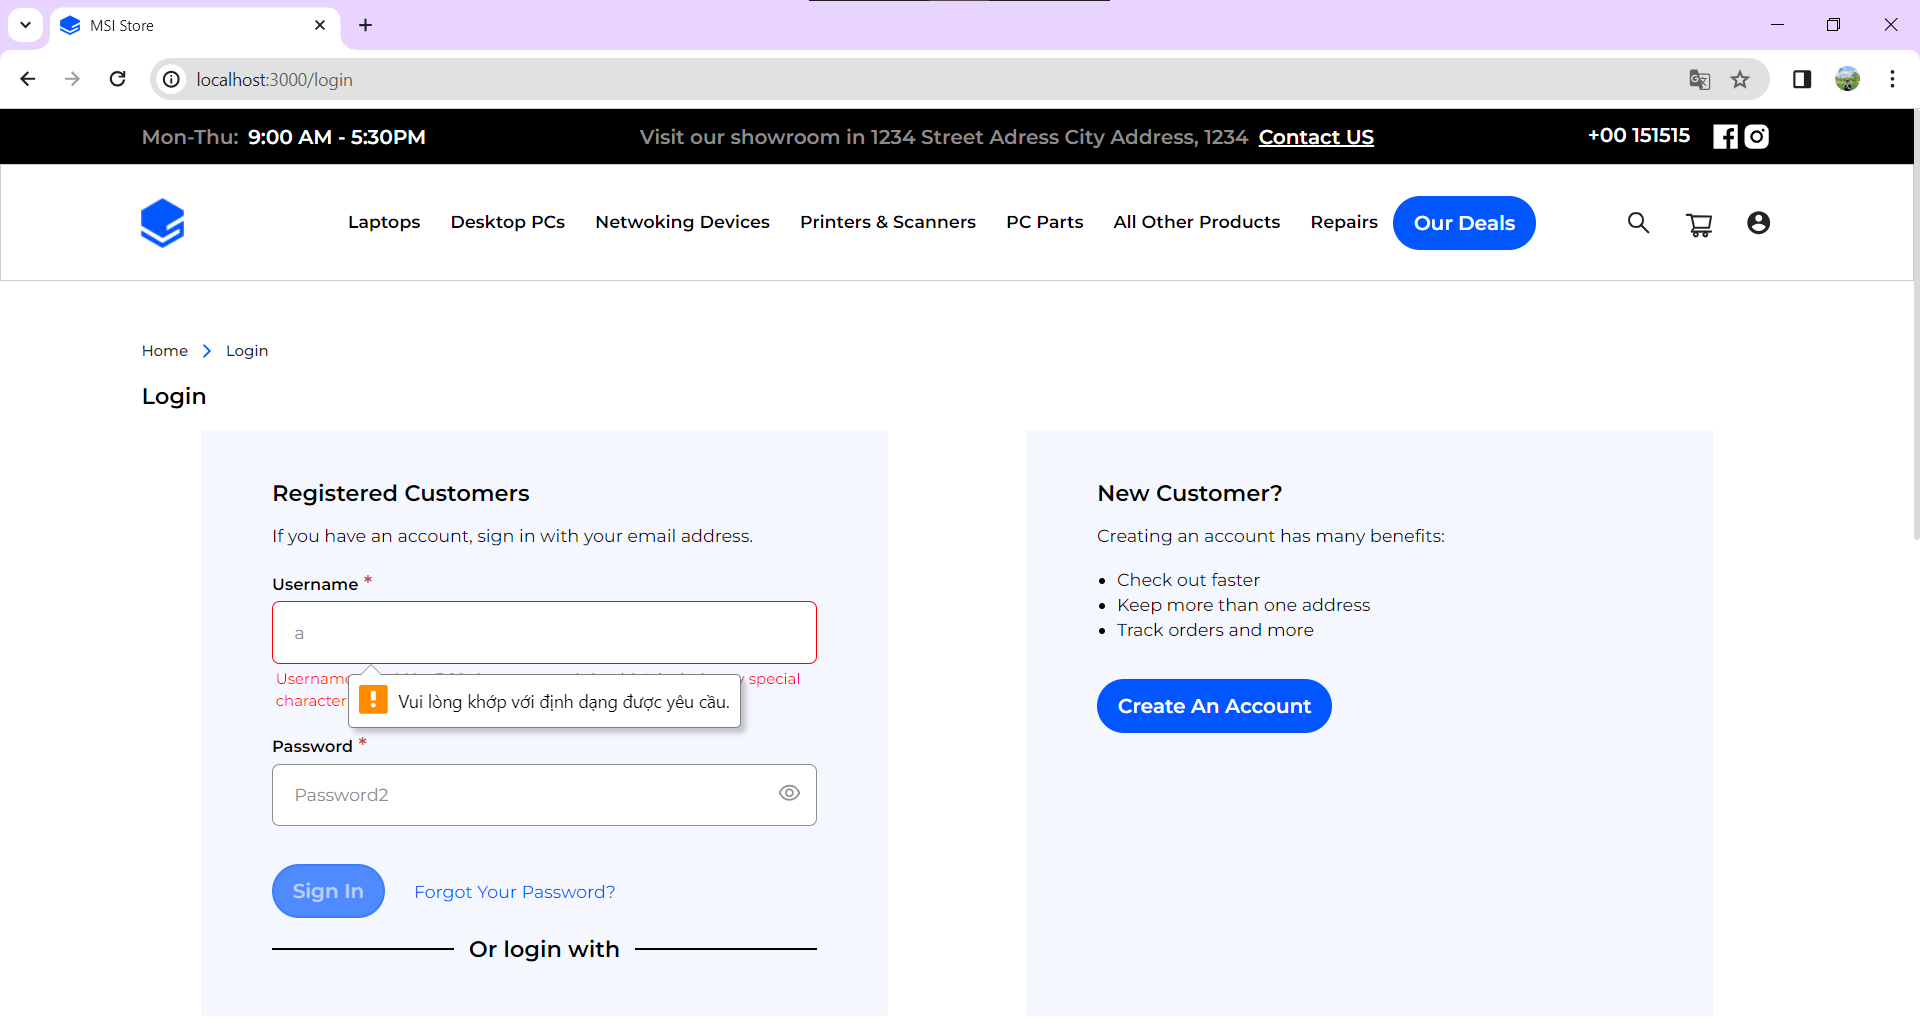 MSI Store
localhost:3000/login
Mon-Thu: 9:00 AM - 5:30PM
Visit our showroom in 1234 Street Adress City Address, 1234 Contact US
+00 151515
Laptops
Desktop PCs
Netwoking Devices
Printers & Scanners
PC Parts
All Other Products
Repairs
Our Deals
Home
Login
Login
Registered Customers
If you have an account, sign in with your email address.
Username *
a
Username special
character
Vui lòng khớp với định dạng được yêu cầu.
Password *
Password2
Sign In
Forgot Your Password?
Or login with
New Customer?
Creating an account has many benefits:
Check out faster
Keep more than one address
Track orders and more
Create An Account